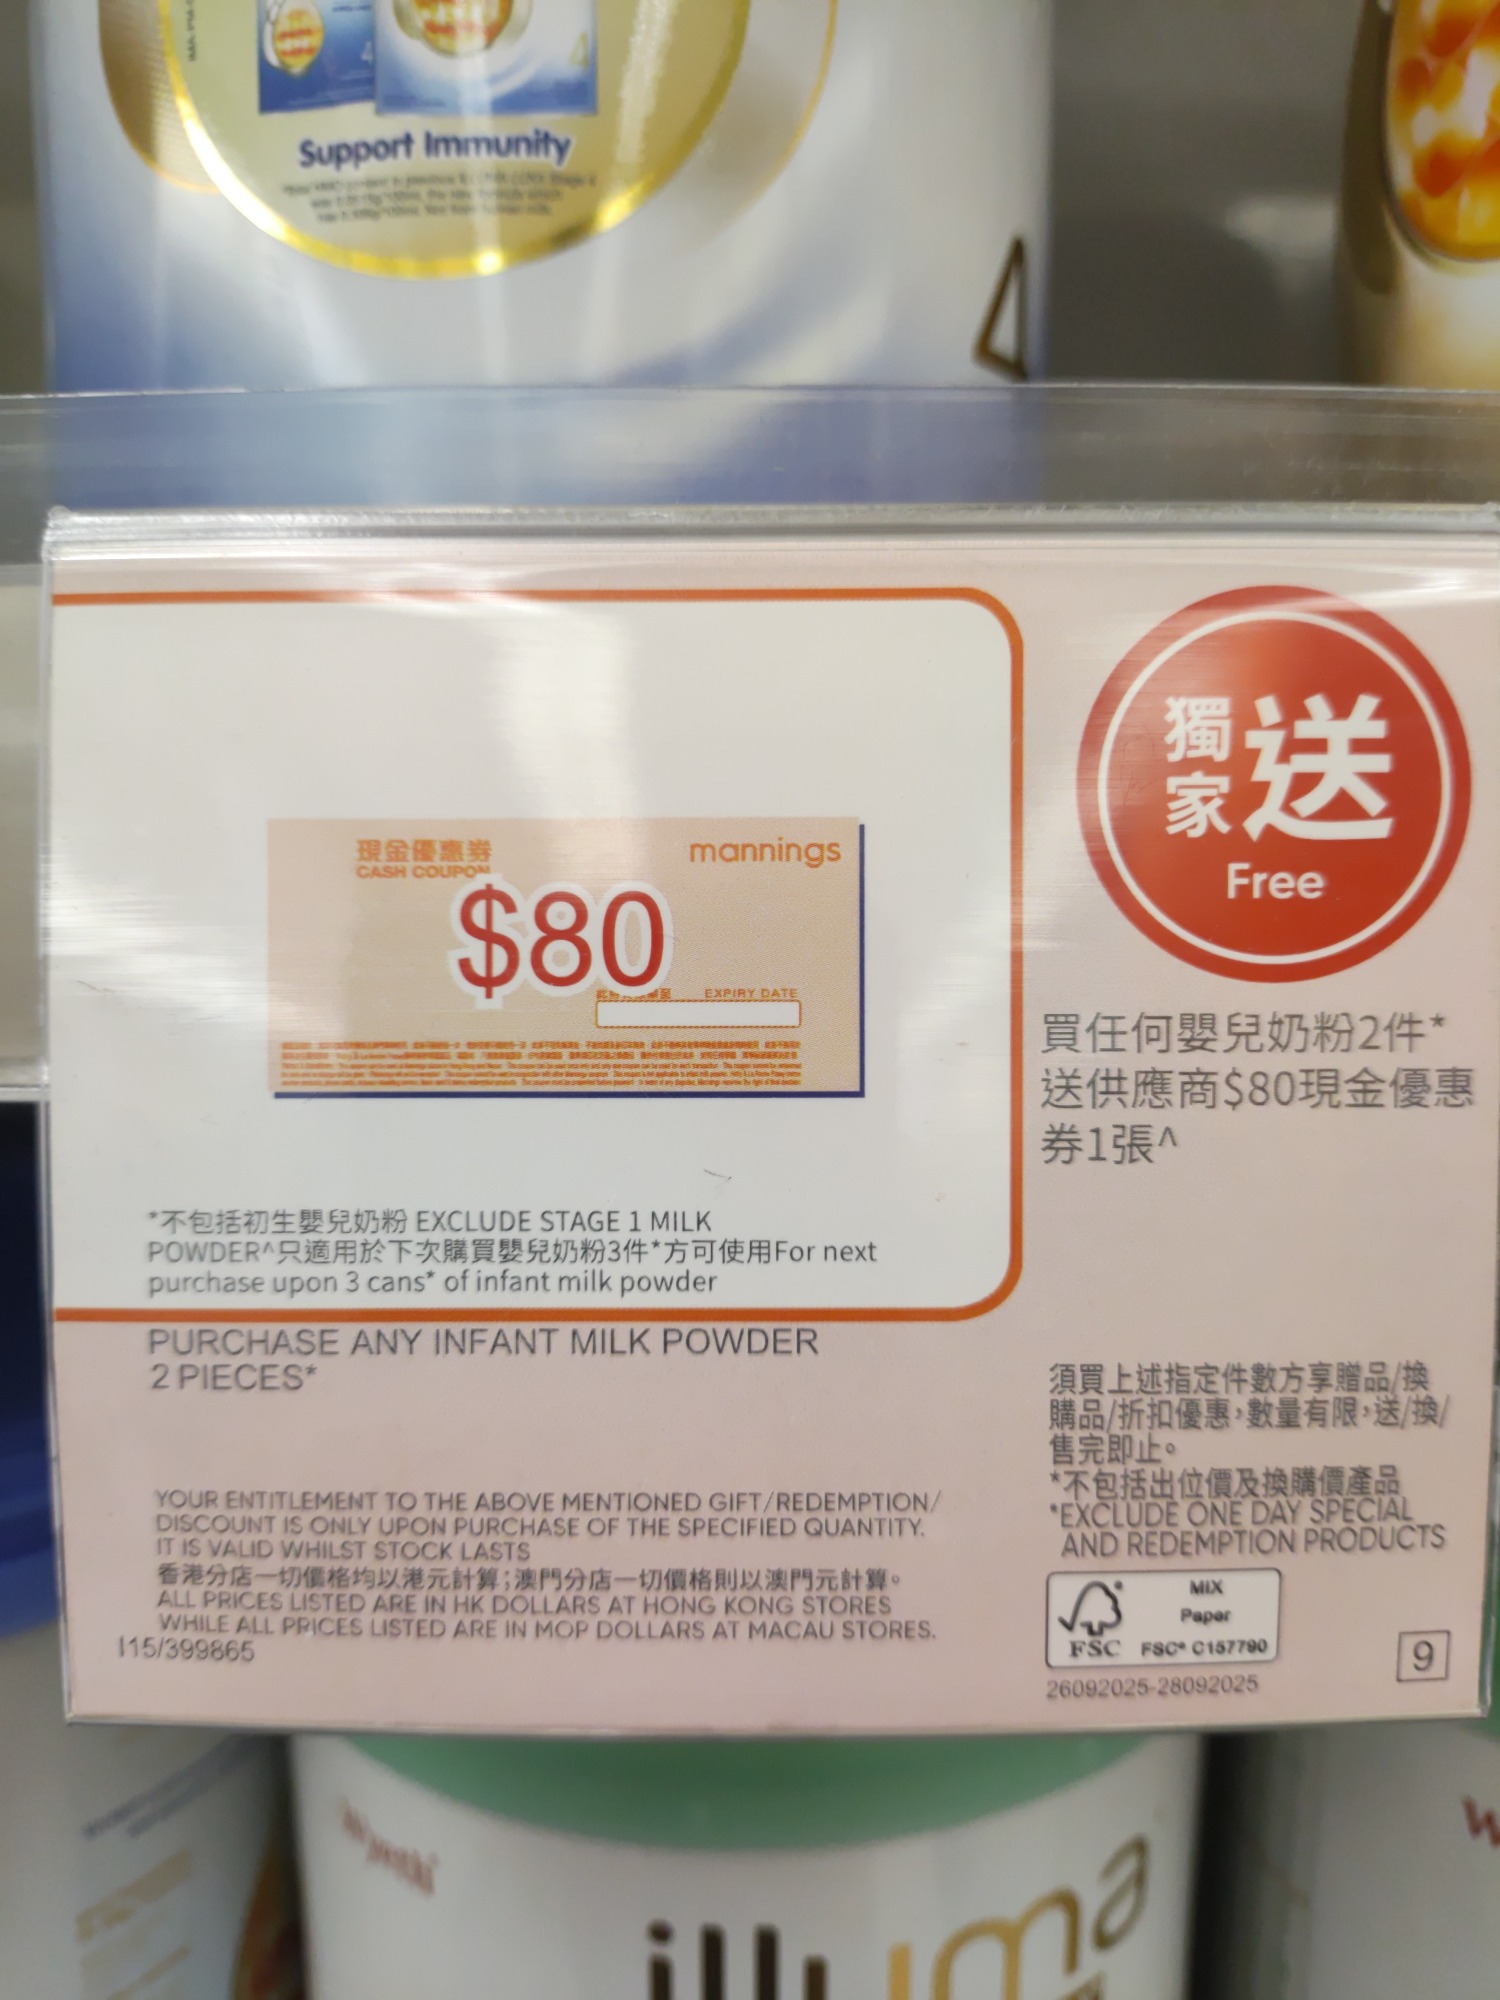 Support Immunity
4
獨家送
Free
現金優惠券
CASH COUPON
mannings
$80
EXPIRY DATE
買任何嬰兒奶粉2件*
送供應商$80現金優惠
券1張^
*不包括初生嬰兒奶粉 EXCLUDE STAGE 1 MILK
POWDER^只適用於下次購買嬰兒奶粉3件*方可使用For next
purchase upon 3 cans* of infant milk powder
PURCHASE ANY INFANT MILK POWDER
2 PIECES*
須買上述指定件數方享贈品/換
購品/折扣優惠，數量有限，送/換/
售完即止。
*不包括出位價及換購價產品
*EXCLUDE ONE DAY SPECIAL
AND REDEMPTION PRODUCTS
YOUR ENTITLEMENT TO THE ABOVE MENTIONED GIFT/REDEMPTION/
DISCOUNT IS ONLY UPON PURCHASE OF THE SPECIFIED QUANTITY.
IT IS VALID WHILST STOCK LASTS
香港分店一切價格均以港元計算；澳門分店一切價格則以澳門元計算。
ALL PRICES LISTED ARE IN HK DOLLARS AT HONG KONG STORES
WHILE ALL PRICES LISTED ARE IN MOP DOLLARS AT MACAU STORES.
I15/399865
FSC
MIX
Paper
FSC® C157790
9
26092025-28092025
illuma